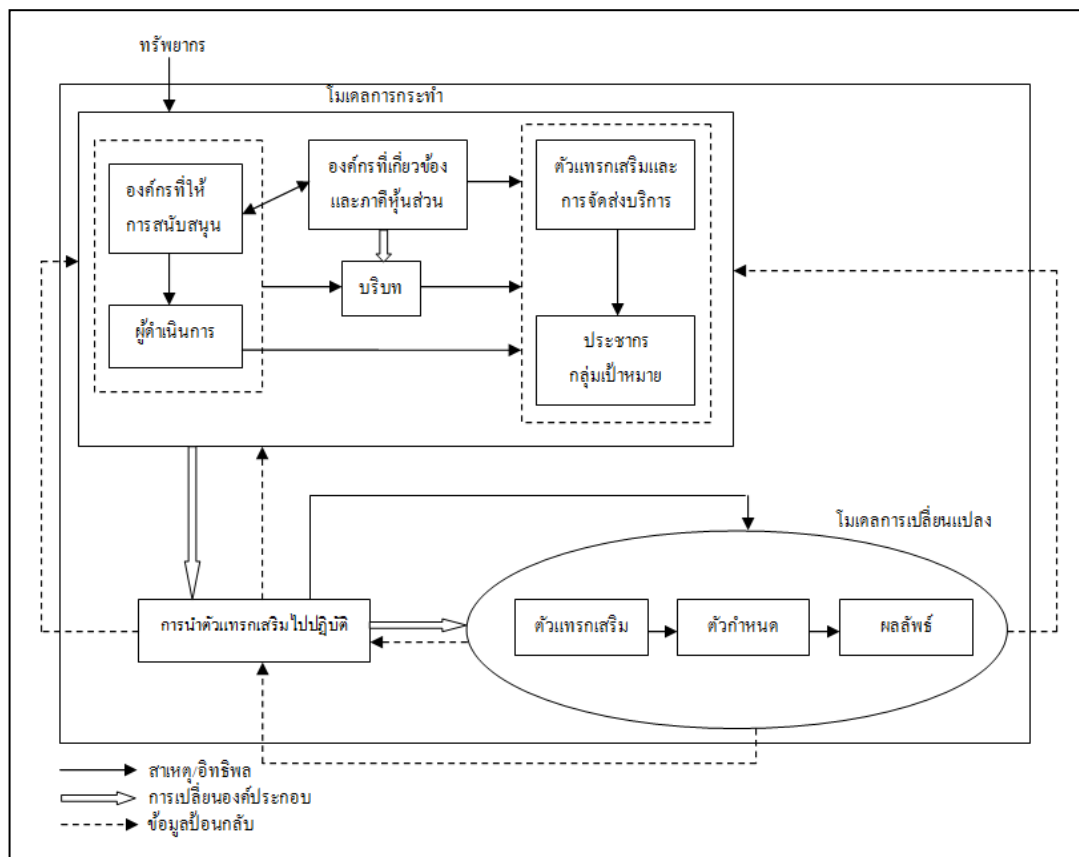 ทรัพยากร
โมเดลการกระทำ
องค์กรที่ให้
การสนับสนุน
องค์กรที่เกี่ยวข้อง
และภาคีหุ้นส่วน
ตัวแทรกเสริมและ
การจัดส่งบริการ
บริบท
ผู้ดำเนินการ
ประชากร
กลุ่มเป้าหมาย
โมเดลการเปลี่ยนแปลง
การนำตัวแทรกเสริมไปปฏิบัติ
ตัวแทรกเสริม
ตัวกำหนด
ผลลัพธ์
สาเหตุ/อิทธิพล
การเปลี่ยนองค์ประกอบ
ข้อมูลป้อนกลับ